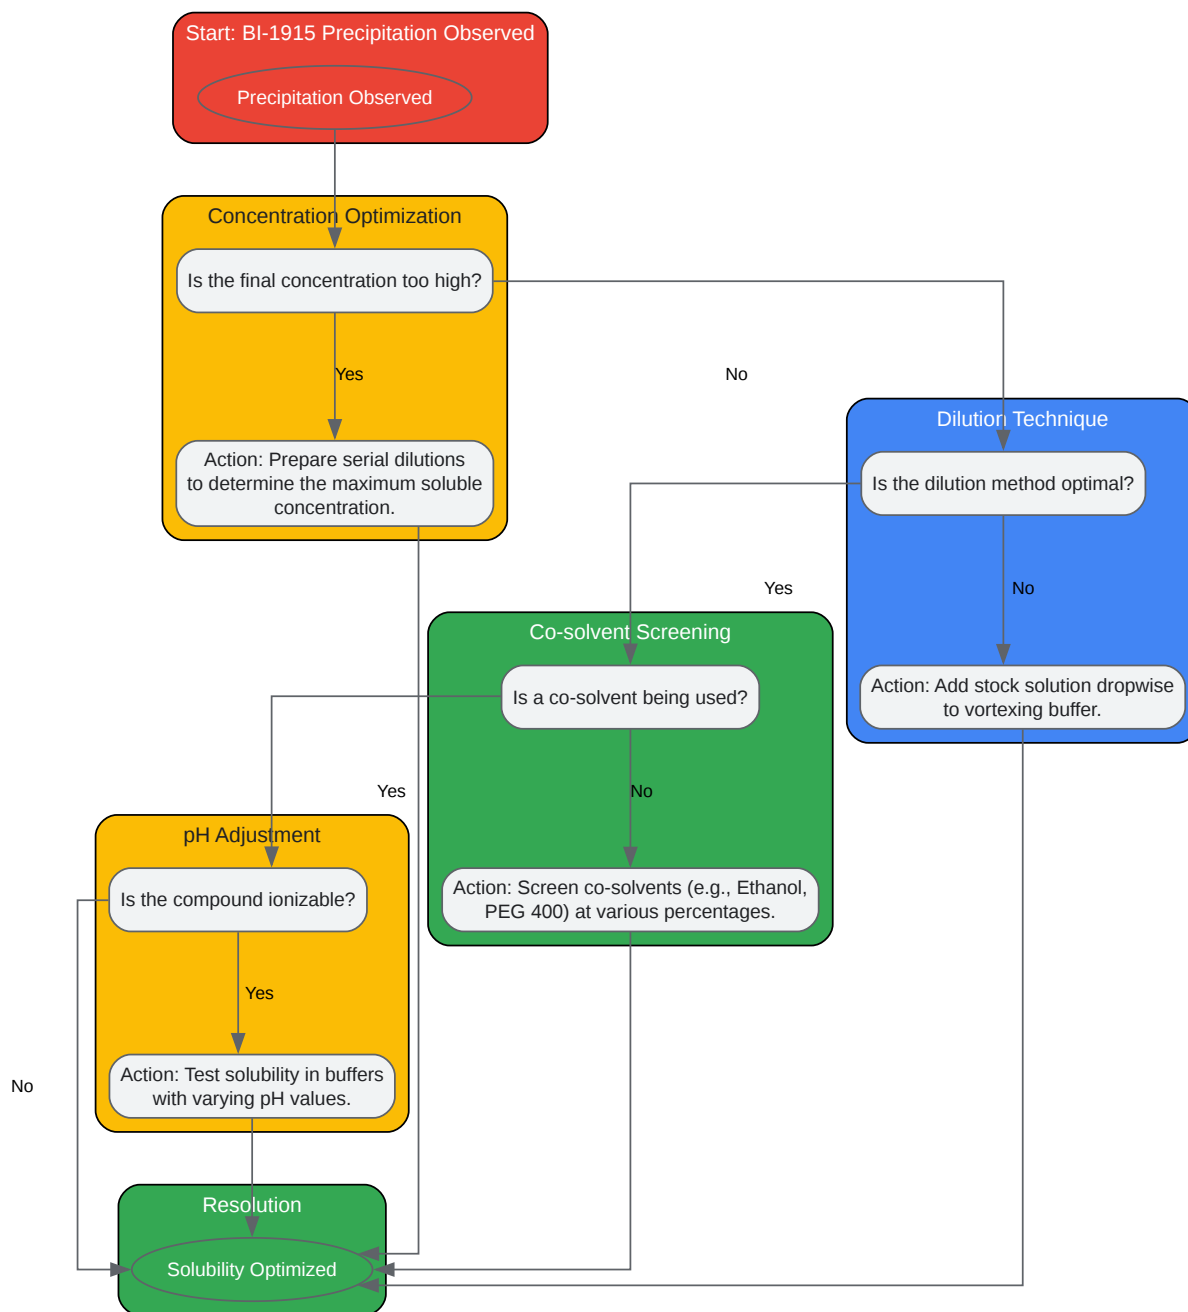 Start: BI-1915 Precipitation Observed
Precipitation Observed
Concentration Optimization
Is the final concentration too high?
Yes
No
Action: Prepare serial dilutions
to determine the maximum soluble
concentration.
Dilution Technique
Is the dilution method optimal?
Yes
No
Action: Add stock solution dropwise
to vortexing buffer.
Co-solvent Screening
Is a co-solvent being used?
Yes
No
Action: Screen co-solvents (e.g., Ethanol,
PEG 400) at various percentages.
pH Adjustment
Is the compound ionizable?
Yes
No
Action: Test solubility in buffers
with varying pH values.
Resolution
Solubility Optimized